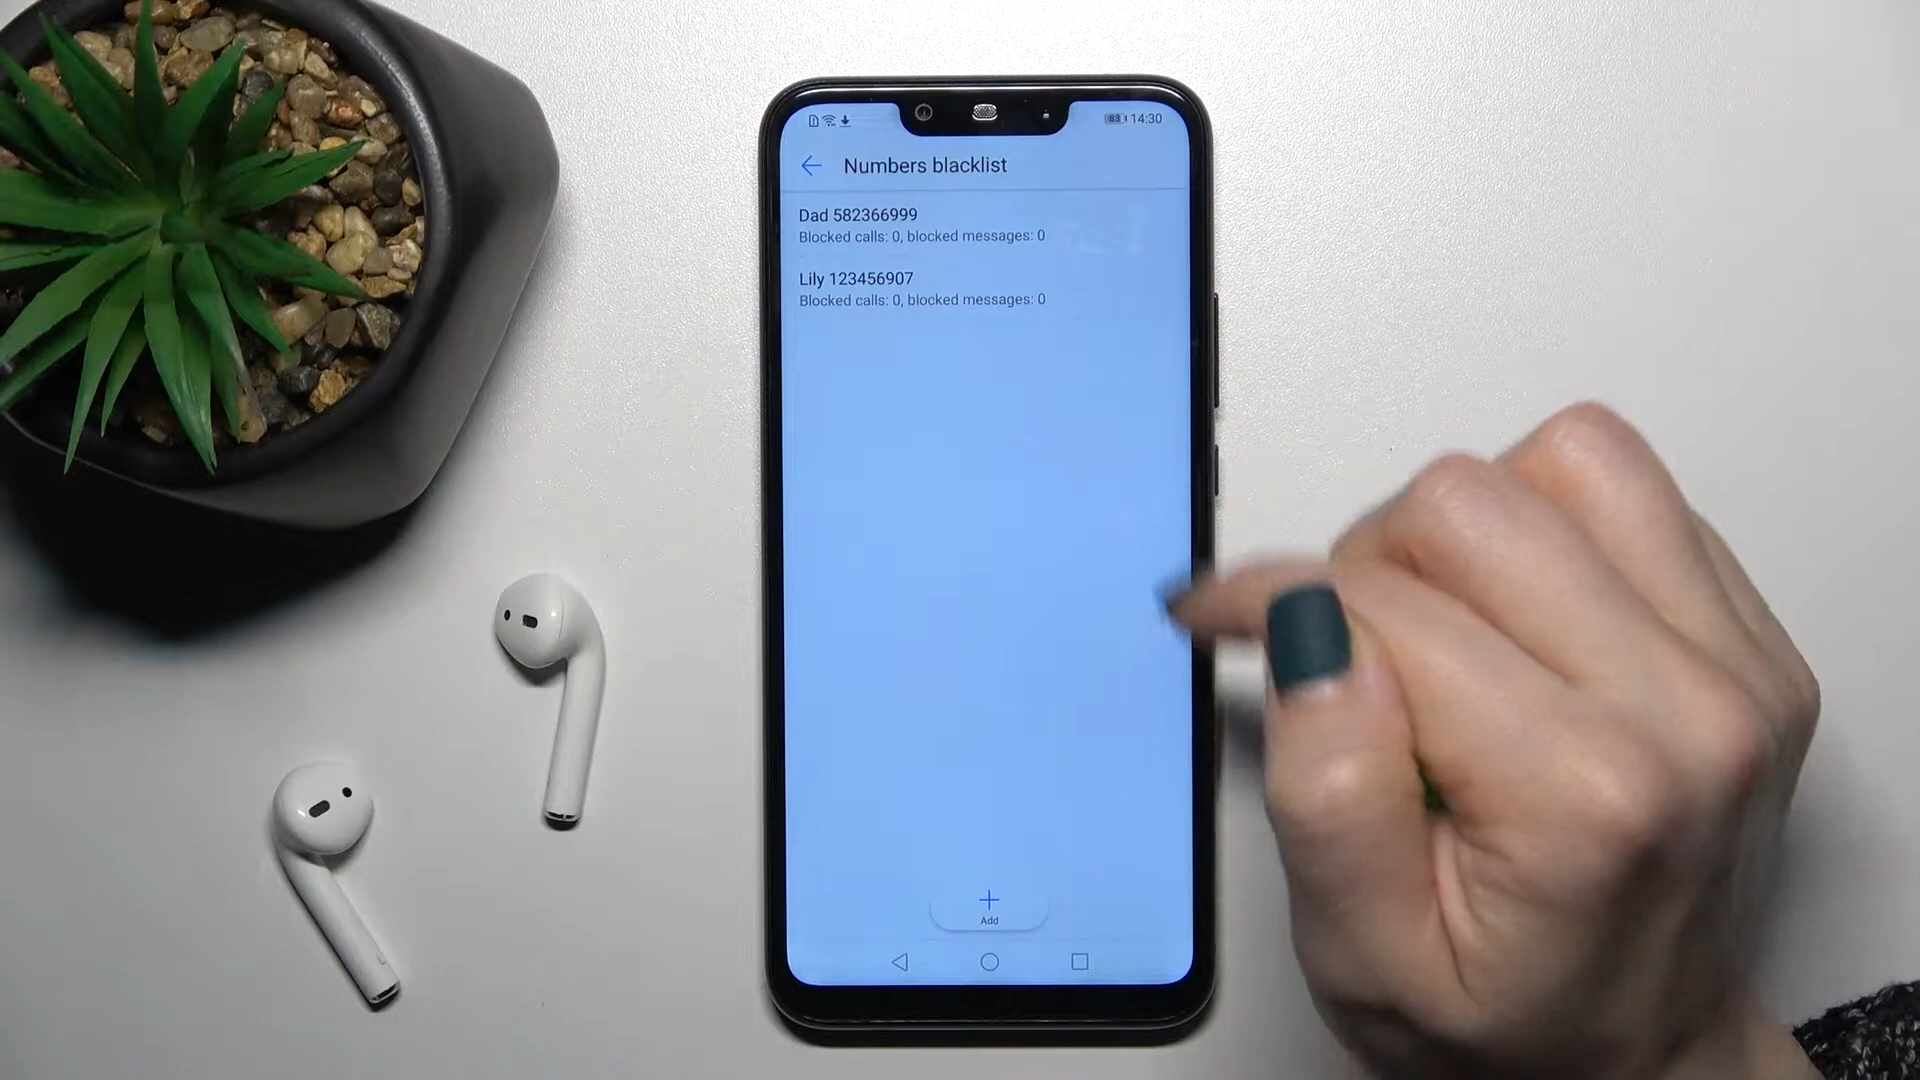 83 14:30
Numbers blacklist
Dad 582366999
Blocked calls: 0, blocked messages: 0
Lily 123456907
Blocked calls: 0, blocked messages: 0
Add